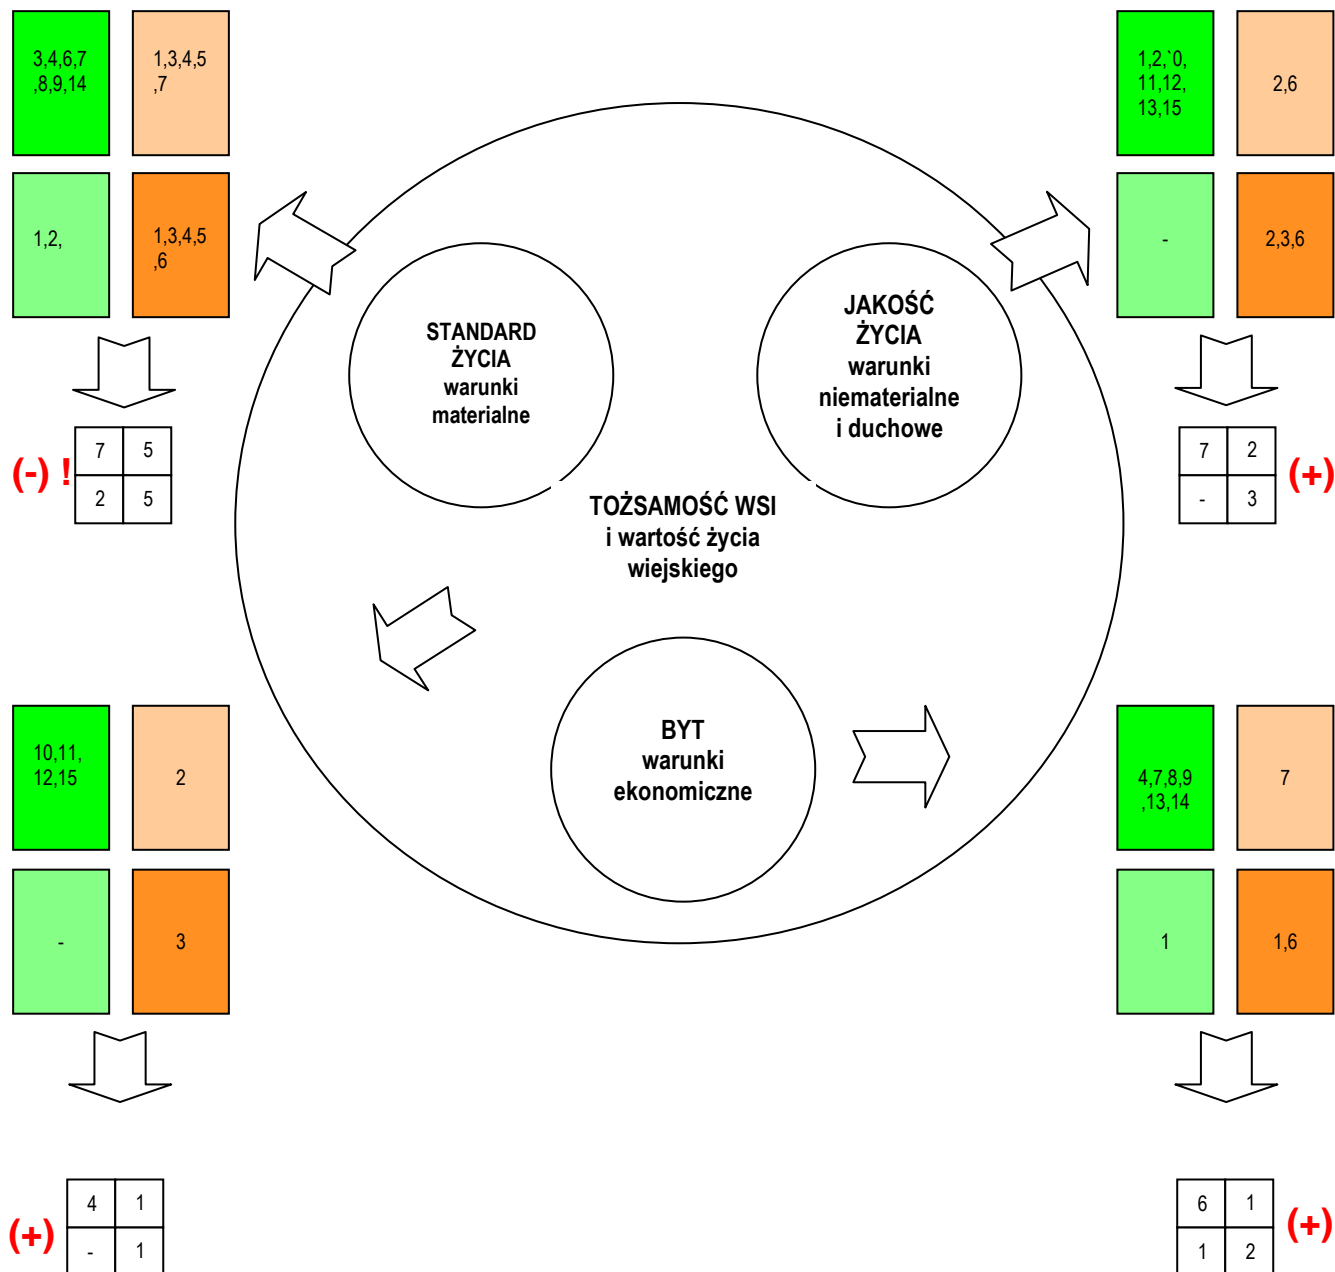 3,4,6,7
,8,9,14
1,3,4,5
,7
1,2,`0,
11,12,
13,15
2,6
1,2,
1,3,4,5
,6
-
2,3,6
STANDARD
ŻYCIA
warunki
materialne
JAKOŚĆ
ŻYCIA
warunki
niematerialne
i duchowe
(-) !
7 5
2 5
7 2
- 3
(+)
TOŻSAMOŚĆ WSI
i wartość życia
wiejskiego
BYT
warunki
ekonomiczne
10,11,
12,15
2
4,7,8,9
,13,14
7
-
3
1
1,6
(+)
4 1
- 1
6 1
1 2
(+)